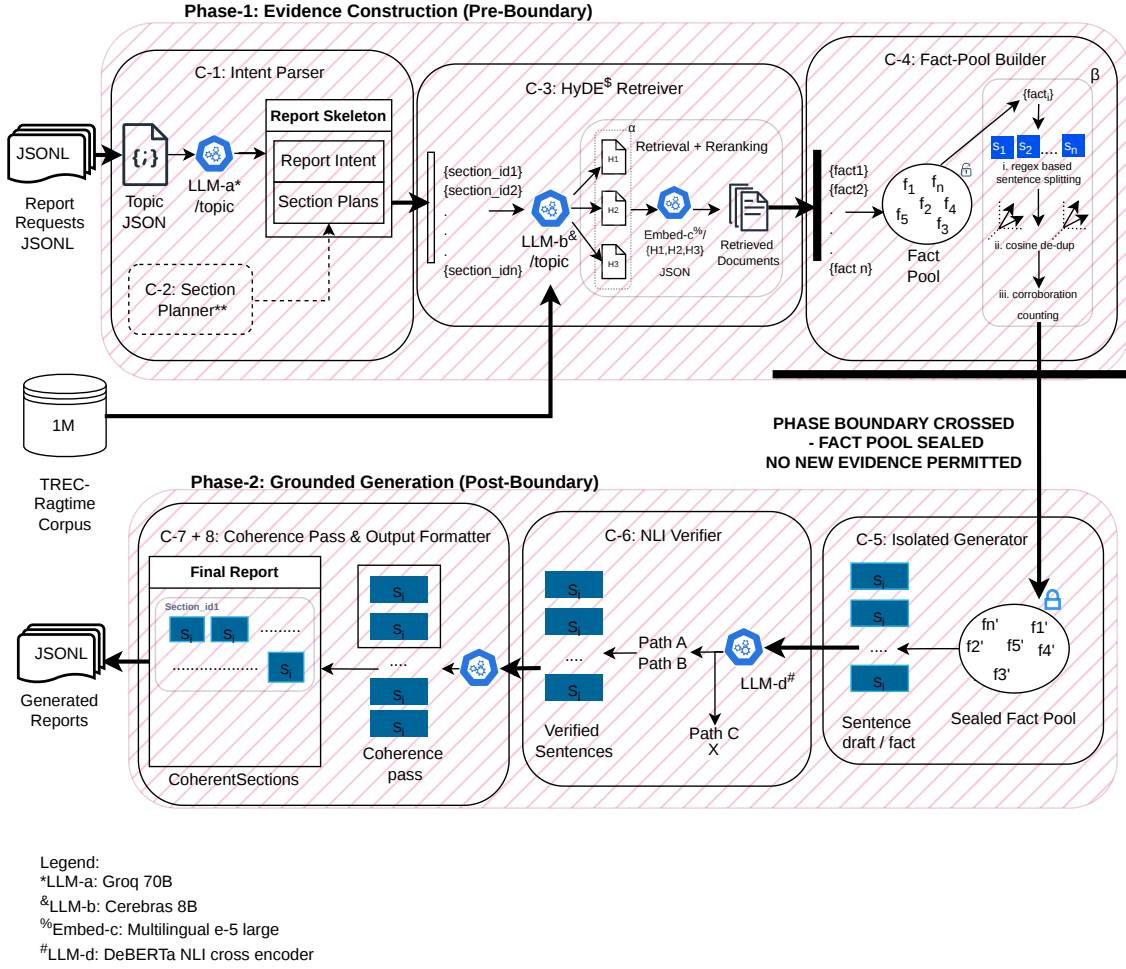 Phase-1: Evidence Construction (Pre-Boundary)
C-1: Intent Parser
JSONL
Report
Requests
JSONL
{;}
Topic
JSON
LLM-a*
/topic
Report Skeleton
Report Intent
Section Plans
C-2: Section
Planner**
C-3: HyDE$ Retreiver
{section_id1}
{section_id2}
.
.
{section_idn}
LLM-b&
/topic
α
H1
H2
H3
Retrieval + Reranking
Embed-c%/
{H1,H2,H3}
JSON
Retrieved
Documents
C-4: Fact-Pool Builder
{fact1}
{fact2}
.
.
{fact n}
f1 fn
f2 f4
f5 f3
Fact
Pool
β
{facti}
s1 s2 .... sn
i. regex based
sentence splitting
ii. cosine de-dup
iii. corroboration
counting
1M
TREC-
Ragtime
Corpus
PHASE BOUNDARY CROSSED
- FACT POOL SEALED
NO NEW EVIDENCE PERMITTED
Phase-2: Grounded Generation (Post-Boundary)
C-7 + 8: Coherence Pass & Output Formatter
Final Report
Section_id1
Si Si .........
................. Si
CoherentSections
JSONL
Generated
Reports
Si
Si
....
Si
Si
Coherence
pass
C-6: NLI Verifier
Si
Si
....
Si
Verified
Sentences
Path A
Path B
Path C
X
LLM-d#
C-5: Isolated Generator
Si
Si
....
Si
Sentence
draft / fact
fn' f1'
f2' f5' f4'
f3'
Sealed Fact Pool
Legend:
*LLM-a: Groq 70B
&LLM-b: Cerebras 8B
%Embed-c: Multilingual e-5 large
#LLM-d: DeBERTa NLI cross encoder